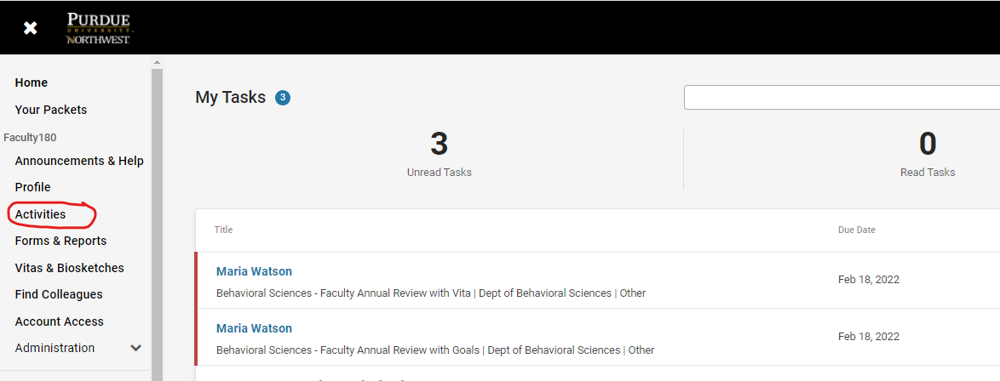 PURDUE
UNIVERSITY.
NORTHWEST
Home
Your Packets
Faculty180
Announcements & Help
Profile
Activities
Forms & Reports
Vitas & Biosketches
Find Colleagues
Account Access
Administration
My Tasks 3
3
Unread Tasks
0
Read Tasks
Title Due Date
Maria Watson
Behavioral Sciences - Faculty Annual Review with Vita | Dept of Behavioral Sciences | Other
Feb 18, 2022
Maria Watson
Behavioral Sciences - Faculty Annual Review with Goals | Dept of Behavioral Sciences | Other
Feb 18, 2022